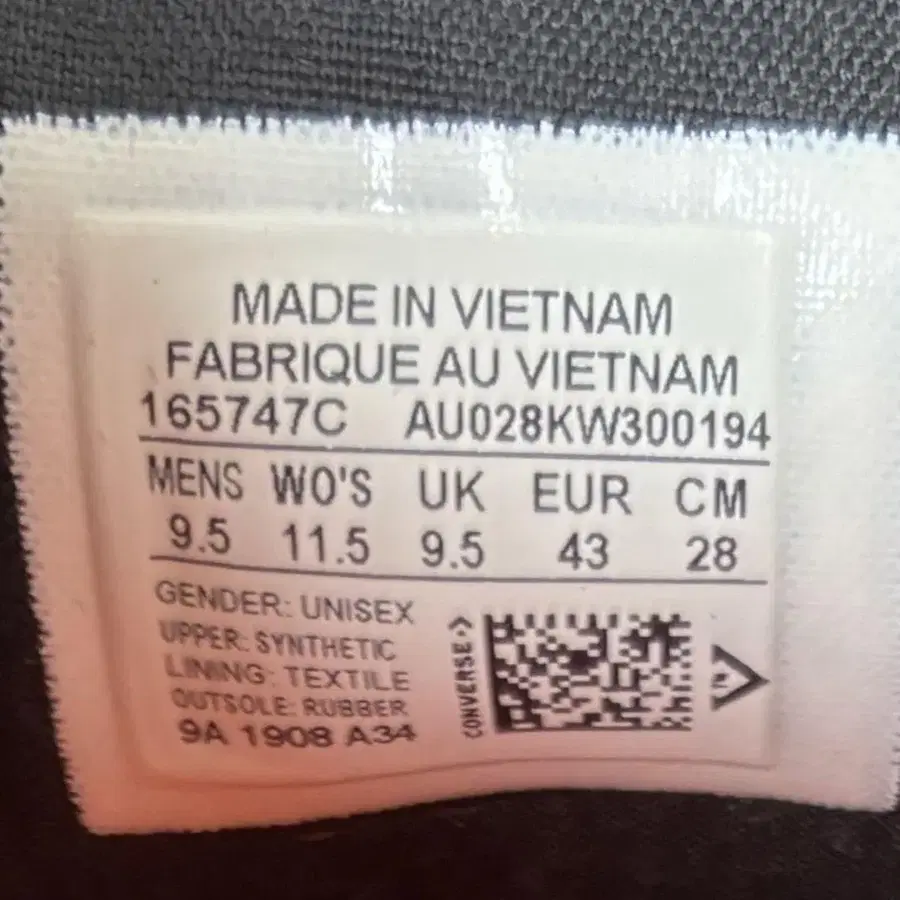 MADE IN VIETNAM
FABRIQUE AU VIETNAM
165747C AU028KW300194
MENS WO'S UK EUR CM
9.5 11.5 9.5 43 28
GENDER: UNISEX
UPPER: SYNTHETIC
LINING: TEXTILE
OUTSOLE: RUBBER
9A 1908 A34
CONVERSE